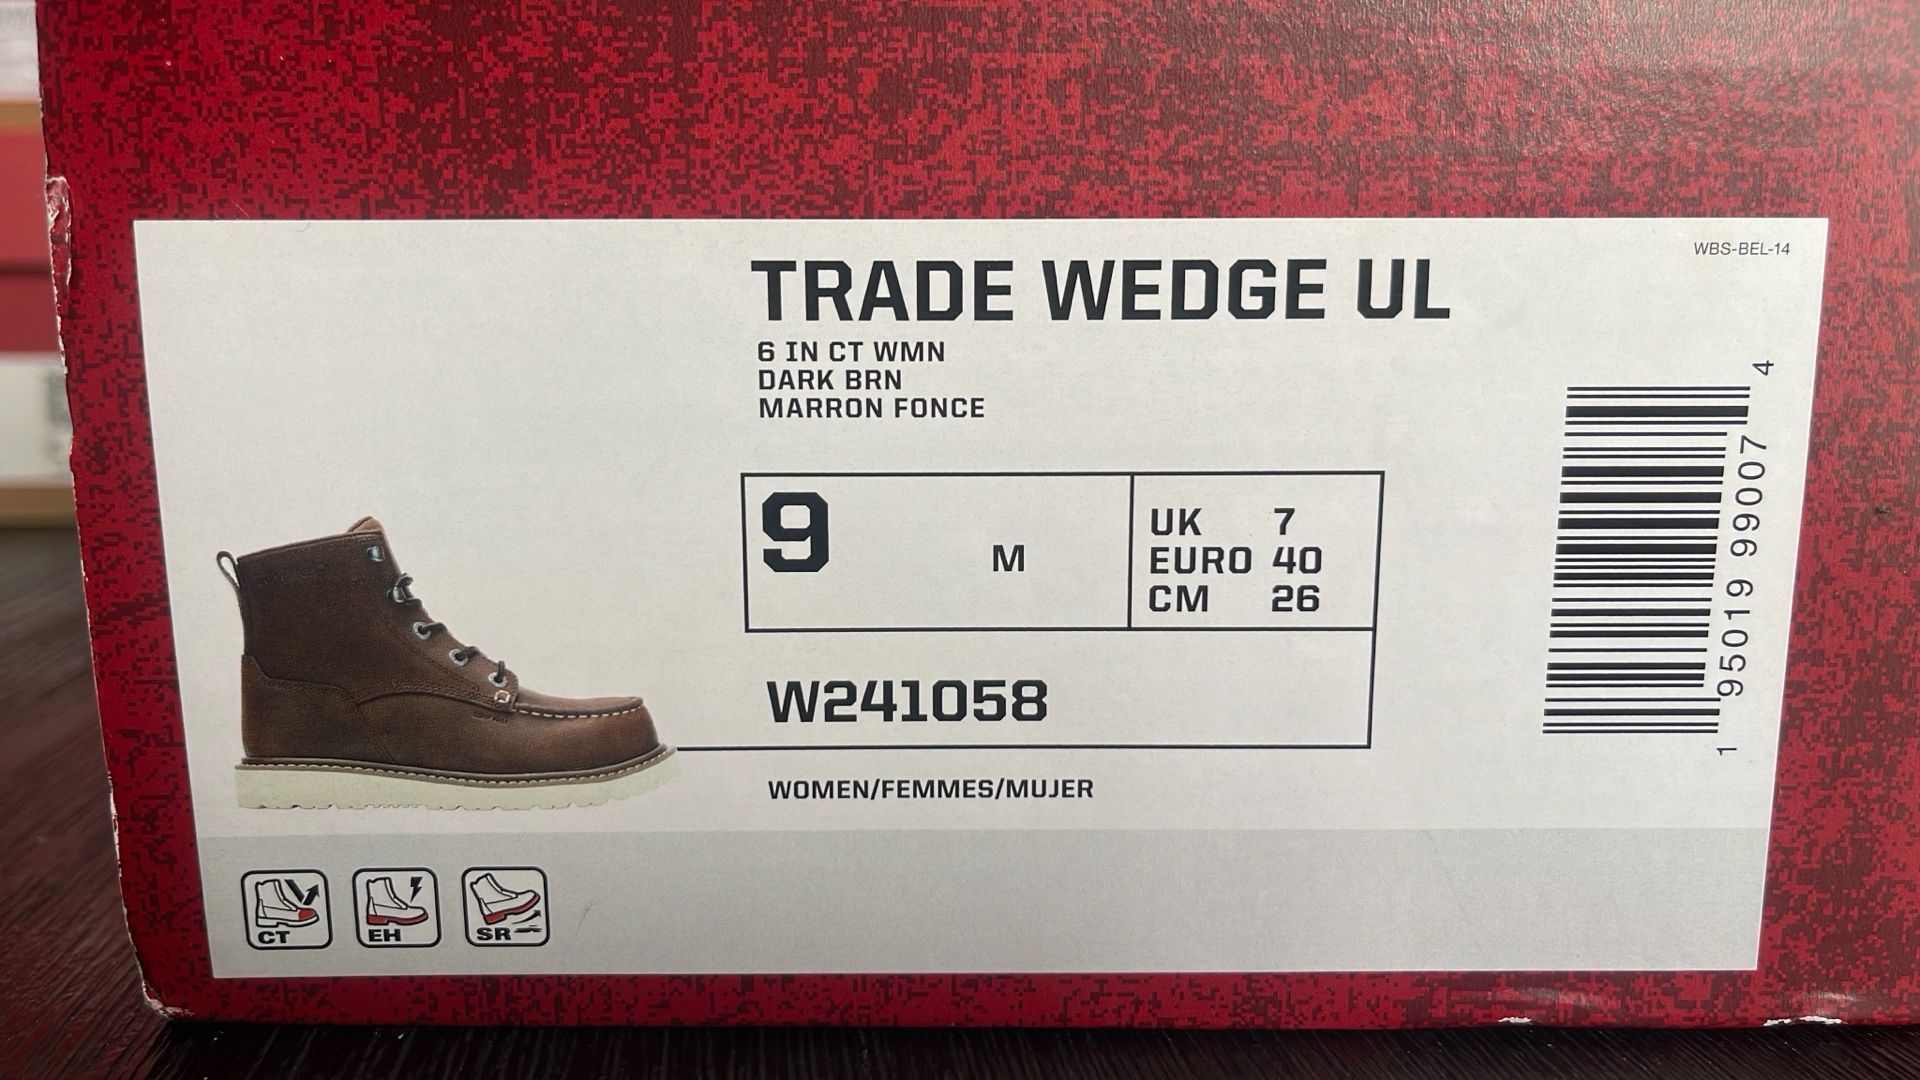 WBS-BEL-14
TRADE WEDGE UL
6 IN CT WMN
DARK BRN
MARRON FONCE
9 M
UK 7
EURO 40
CM 26
W241058
WOMEN/FEMMES/MUJER
1 95019 99007 4
CT
EH
SR